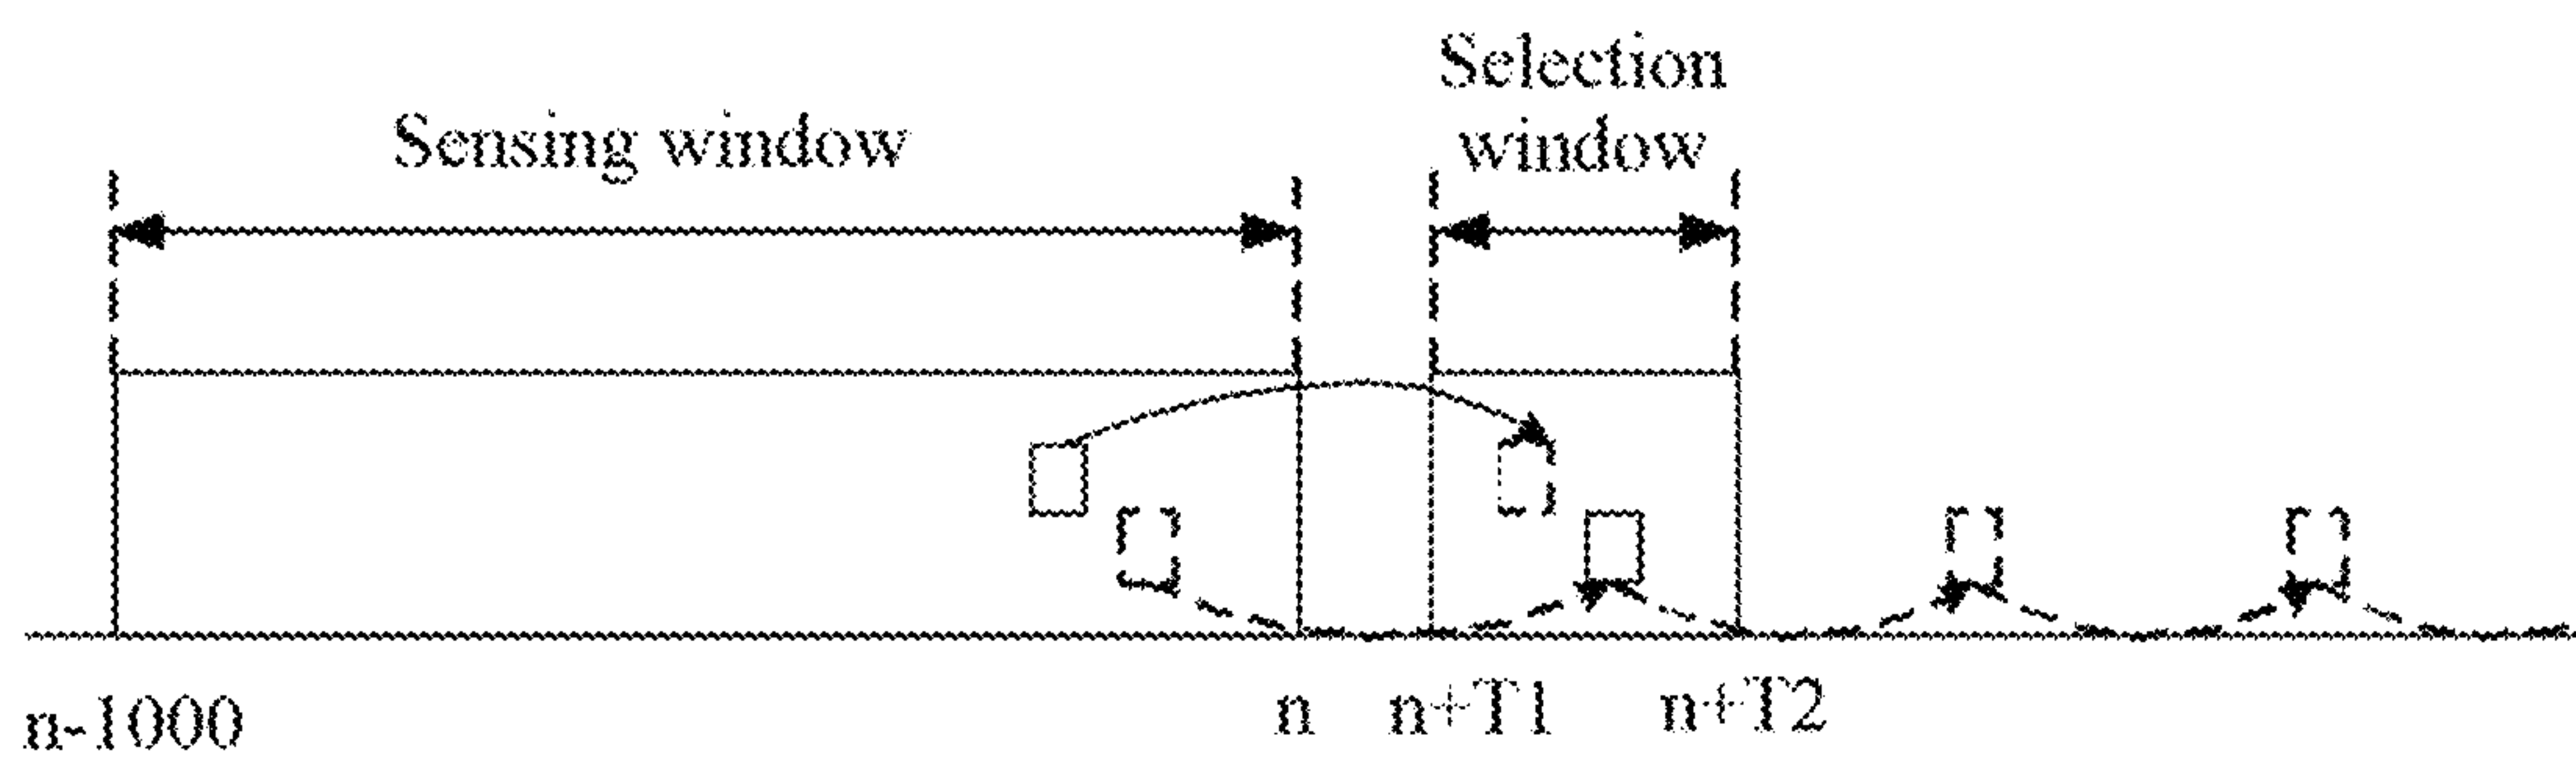 Sensing window
Selection
window
n-1000
n
n+T1
n+T2